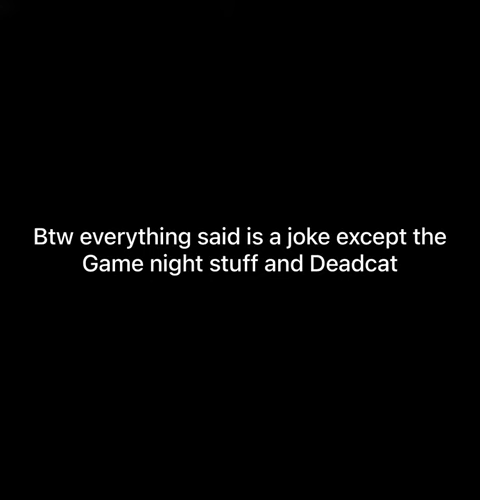 Btw everything said is a joke except the
Game night stuff and Deadcat